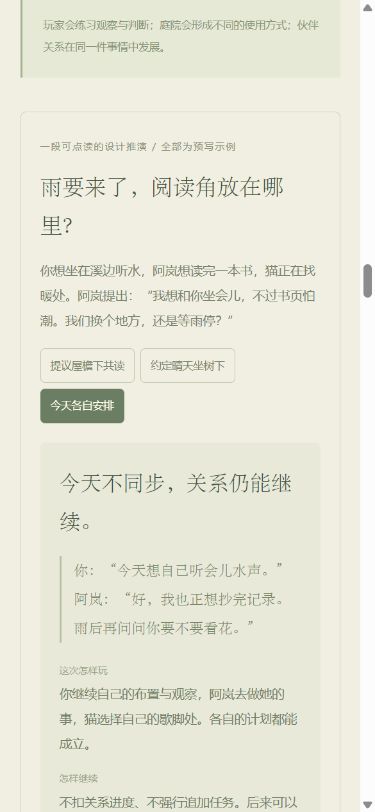 玩家会练习观察与判断；庭院会形成不同的使用方式；伙伴
关系在同一件事情中发展。
一段可点读的设计推演 / 全部为预写示例
雨要来了，阅读角放在哪
里？
你想坐在溪边听水，阿岚想读完一本书，猫正在找
暖处。阿岚提出：“我想和你坐会儿，不过书页怕
潮。我们换个地方，还是等雨停？”
提议屋檐下共读
约定晴天坐树下
今天各自安排
今天不同步，关系仍能继
续。
你：“今天想自己听会儿水声。”
阿岚：“好，我也正想抄完记录。
雨后再问问你要不要看花。”
这次怎样玩
你继续自己的布置与观察，阿岚去做她的
事，猫选择自己的歇脚处。各自的计划都能
成立。
怎样继续
不扣关系进度、不强行追加任务。后来可以